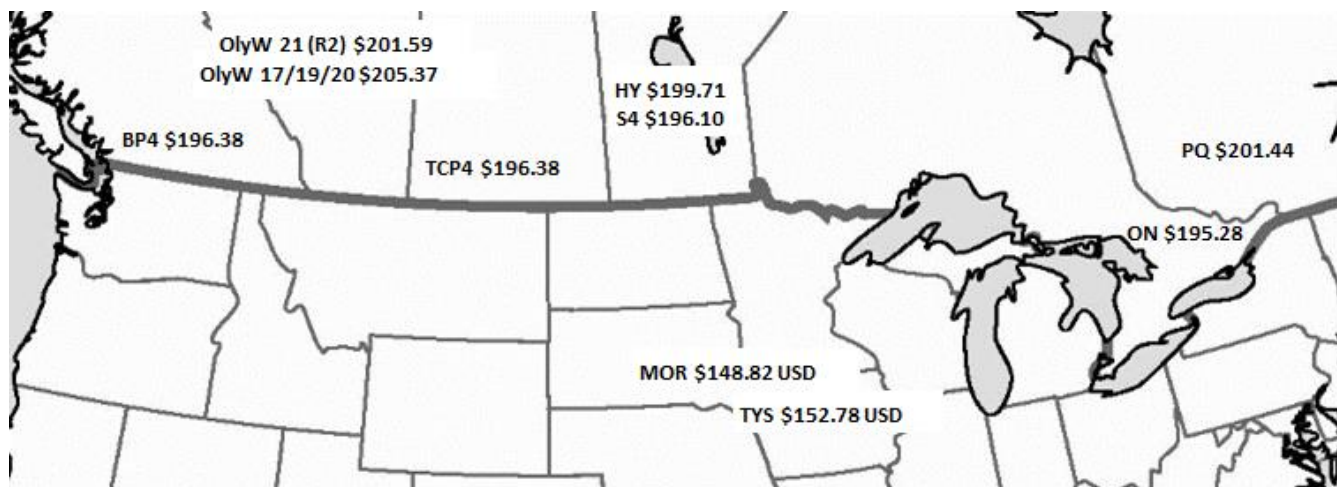 OlyW 21 (R2) $201.59
OlyW 17/19/20 $205.37
HY $199.71
S4 $196.10
BP4 $196.38
TCP4 $196.38
PQ $201.44
ON $195.28
MOR $148.82 USD
TYS $152.78 USD